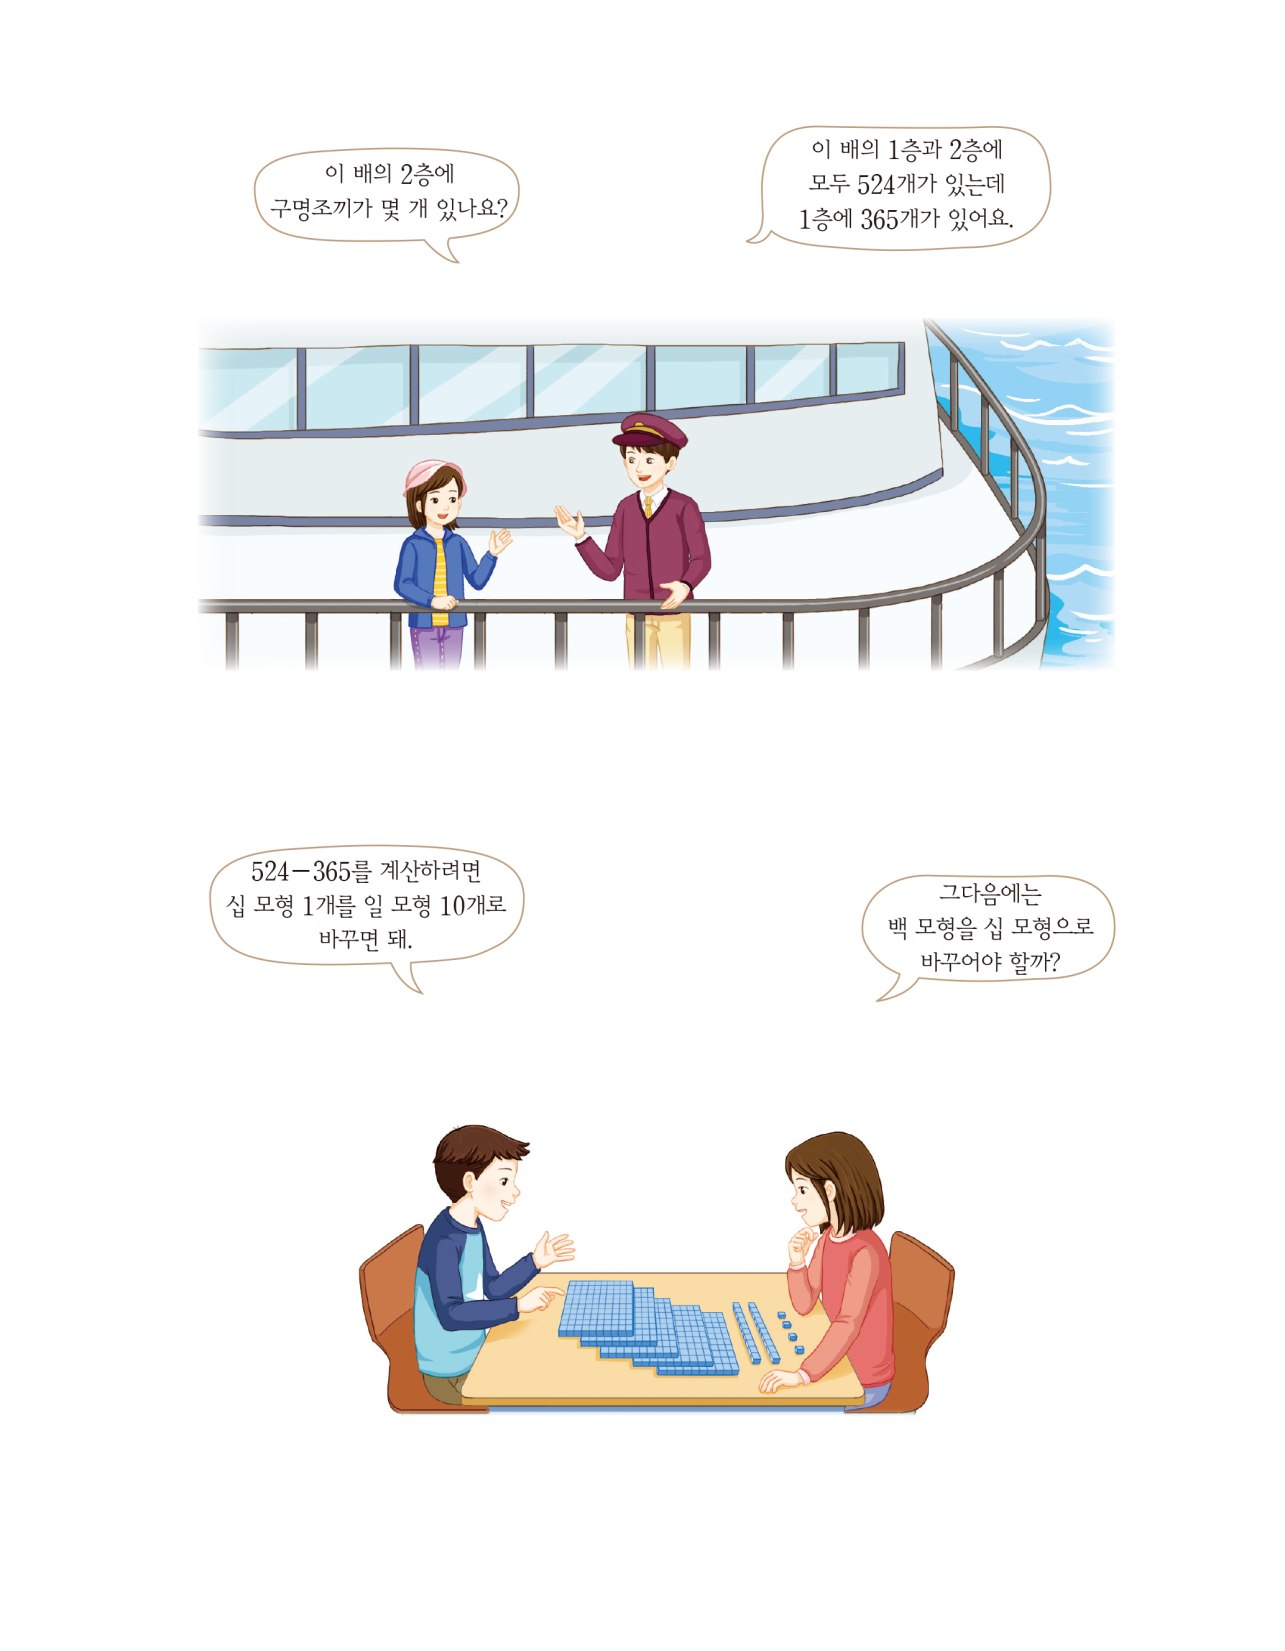 이 배의 2층에
구명조끼가 몇 개 있나요?
이 배의 1층과 2층에
모두 524개가 있는데
1층에 365개가 있어요.
524－365를 계산하려면
십 모형 1개를 일 모형 10개로
바꾸면 돼.
그다음에는
백 모형을 십 모형으로
바꾸어야 할까?